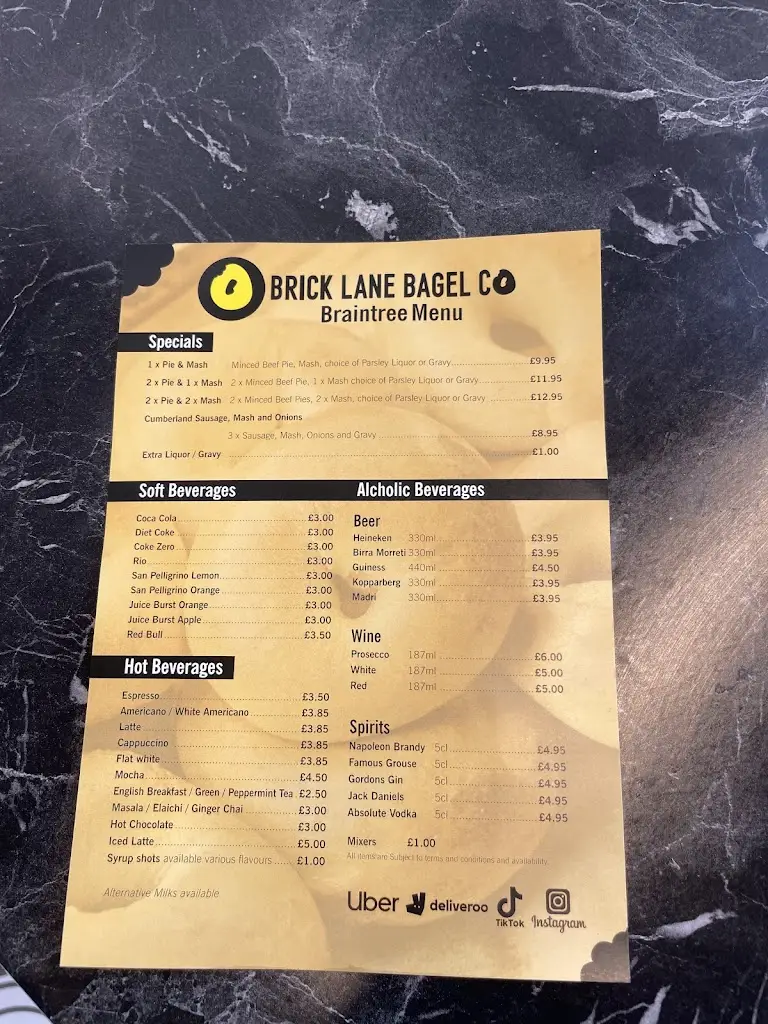 BRICK LANE BAGEL CO
Braintree Menu
Specials
1 x Pie & Mash Minced Beef Pie, Mash, choice of Parsley Liquor or Gravy £9.95
2 x Pie & 1 x Mash 2 x Minced Beef Pie, 1 x Mash choice of Parsley Liquor or Gravy £11.95
2 x Pie & 2 x Mash 2 x Minced Beef Pies, 2 x Mash, choice of Parsley Liquor or Gravy £12.95
Cumberland Sausage, Mash and Onions
3 x Sausage, Mash, Onions and Gravy £8.95
Extra Liquor / Gravy £1.00
Soft Beverages
Coca Cola £3.00
Diet Coke £3.00
Coke Zero £3.00
Rio £3.00
San Pelligrino Lemon £3.00
San Pelligrino Orange £3.00
Juice Burst Orange £3.00
Juice Burst Apple £3.00
Red Bull £3.50
Hot Beverages
Espresso £3.50
Americano / White Americano £3.85
Latte £3.85
Cappuccino £3.85
Flat white £3.85
Mocha £4.50
English Breakfast / Green / Peppermint Tea £2.50
Masala / Elaichi / Ginger Chai £3.00
Hot Chocolate £3.00
Iced Latte £5.00
Syrup shots available various flavours £1.00
Alternative Milks available
Alcholic Beverages
Beer
Heineken 330ml £3.95
Birra Morreti 330ml £3.95
Guiness 440ml £4.50
Kopparberg 330ml £3.95
Madri 330ml £3.95
Wine
Prosecco 187ml £6.00
White 187ml £5.00
Red 187ml £5.00
Spirits
Napoleon Brandy 5cl £4.95
Famous Grouse 5cl £4.95
Gordons Gin 5cl £4.95
Jack Daniels 5cl £4.95
Absolute Vodka 5cl £4.95
Mixers £1.00
All items are Subject to terms and conditions and availability.
Uber deliveroo TikTok Instagram